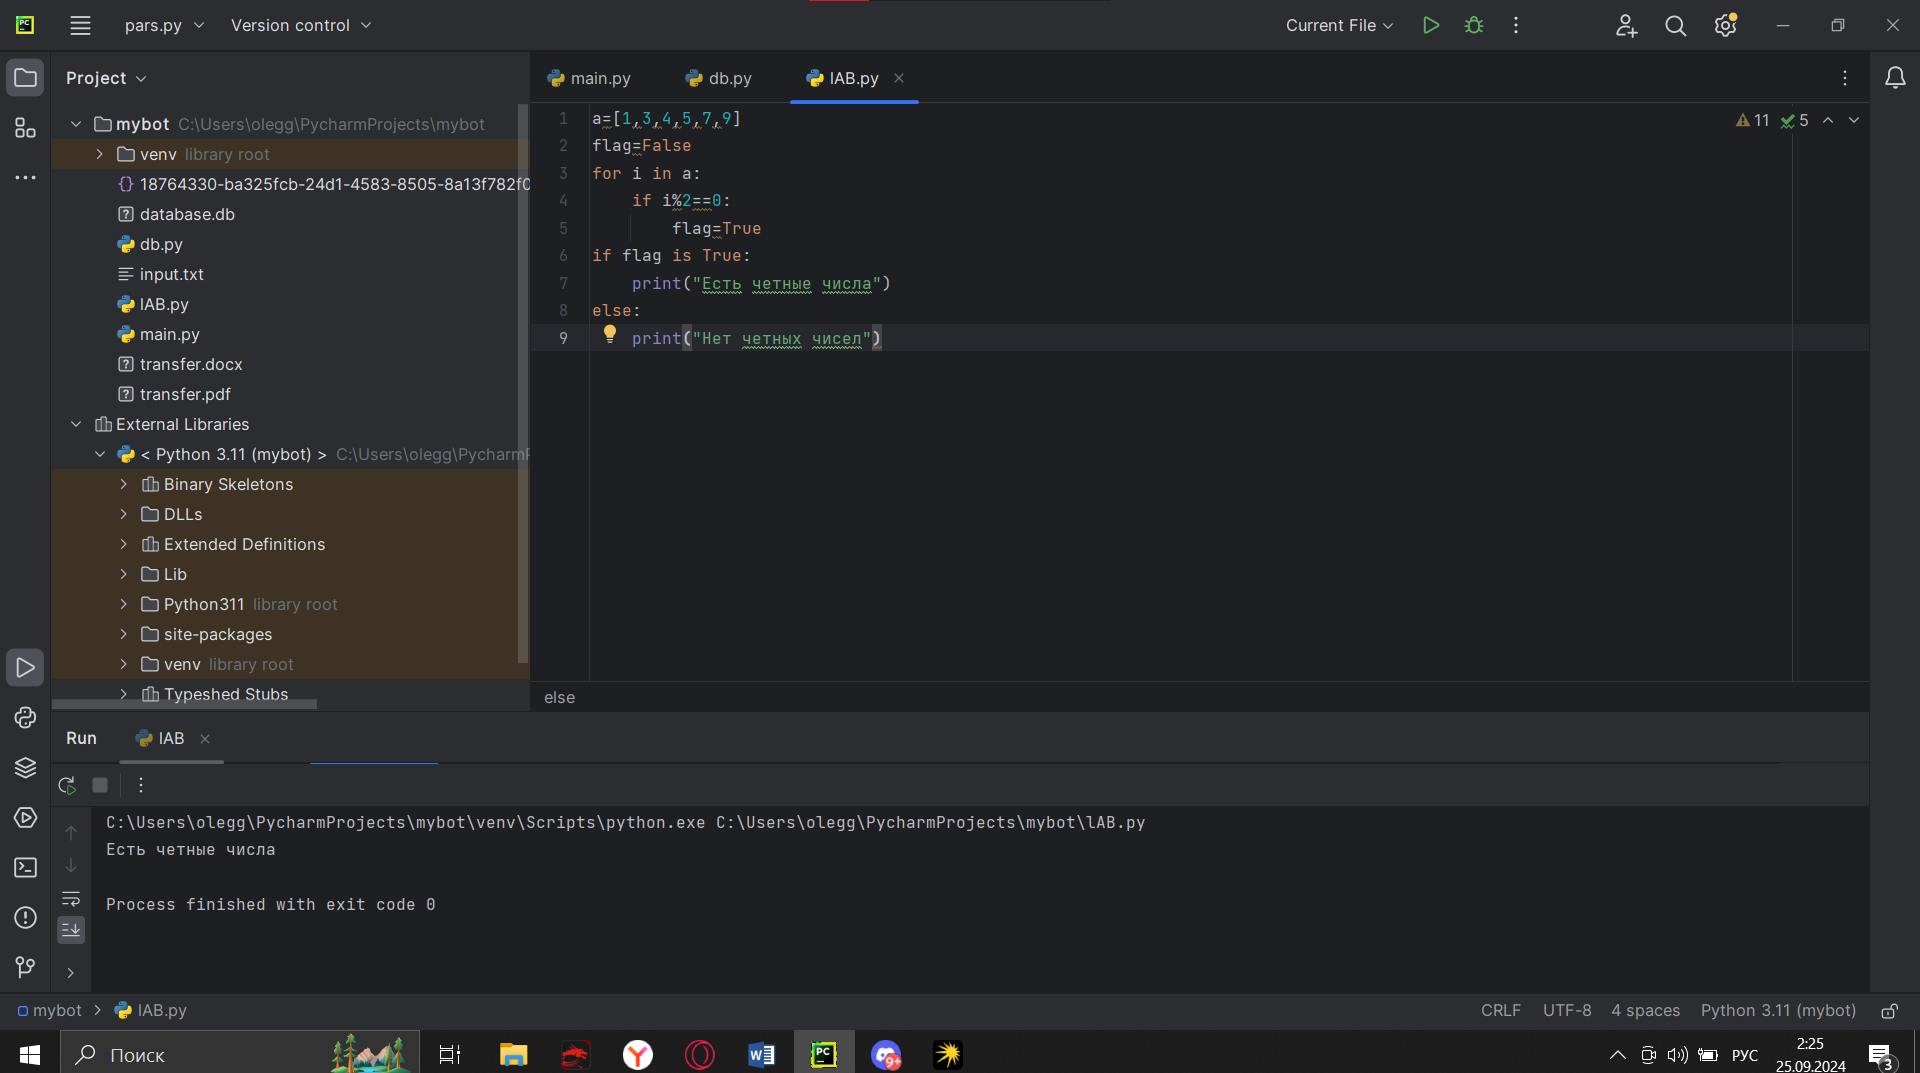 pars.py
Version control
Current File
Project
main.py
db.py
lAB.py
mybot C:\Users\olegg\PycharmProjects\mybot
venv library root
18764330-ba325fcb-24d1-4583-8505-8a13f782f0
database.db
db.py
input.txt
lAB.py
main.py
transfer.docx
transfer.pdf
External Libraries
< Python 3.11 (mybot) > C:\Users\olegg\PycharmP
Binary Skeletons
DLLs
Extended Definitions
Lib
Python311 library root
site-packages
venv library root
Typeshed Stubs
11 5
1 a=[1,3,4,5,7,9]
2 flag=False
3 for i in a:
4 if i%2==0:
5 flag=True
6 if flag is True:
7 print("Есть четные числа")
8 else:
9 print("Нет четных чисел")
else
Run
lAB
C:\Users\olegg\PycharmProjects\mybot\venv\Scripts\python.exe C:\Users\olegg\PycharmProjects\mybot\lAB.py
Есть четные числа
Process finished with exit code 0
mybot > lAB.py
CRLF UTF-8 4 spaces Python 3.11 (mybot)
Поиск
9+
РУС
2:25
25.09.2024
3